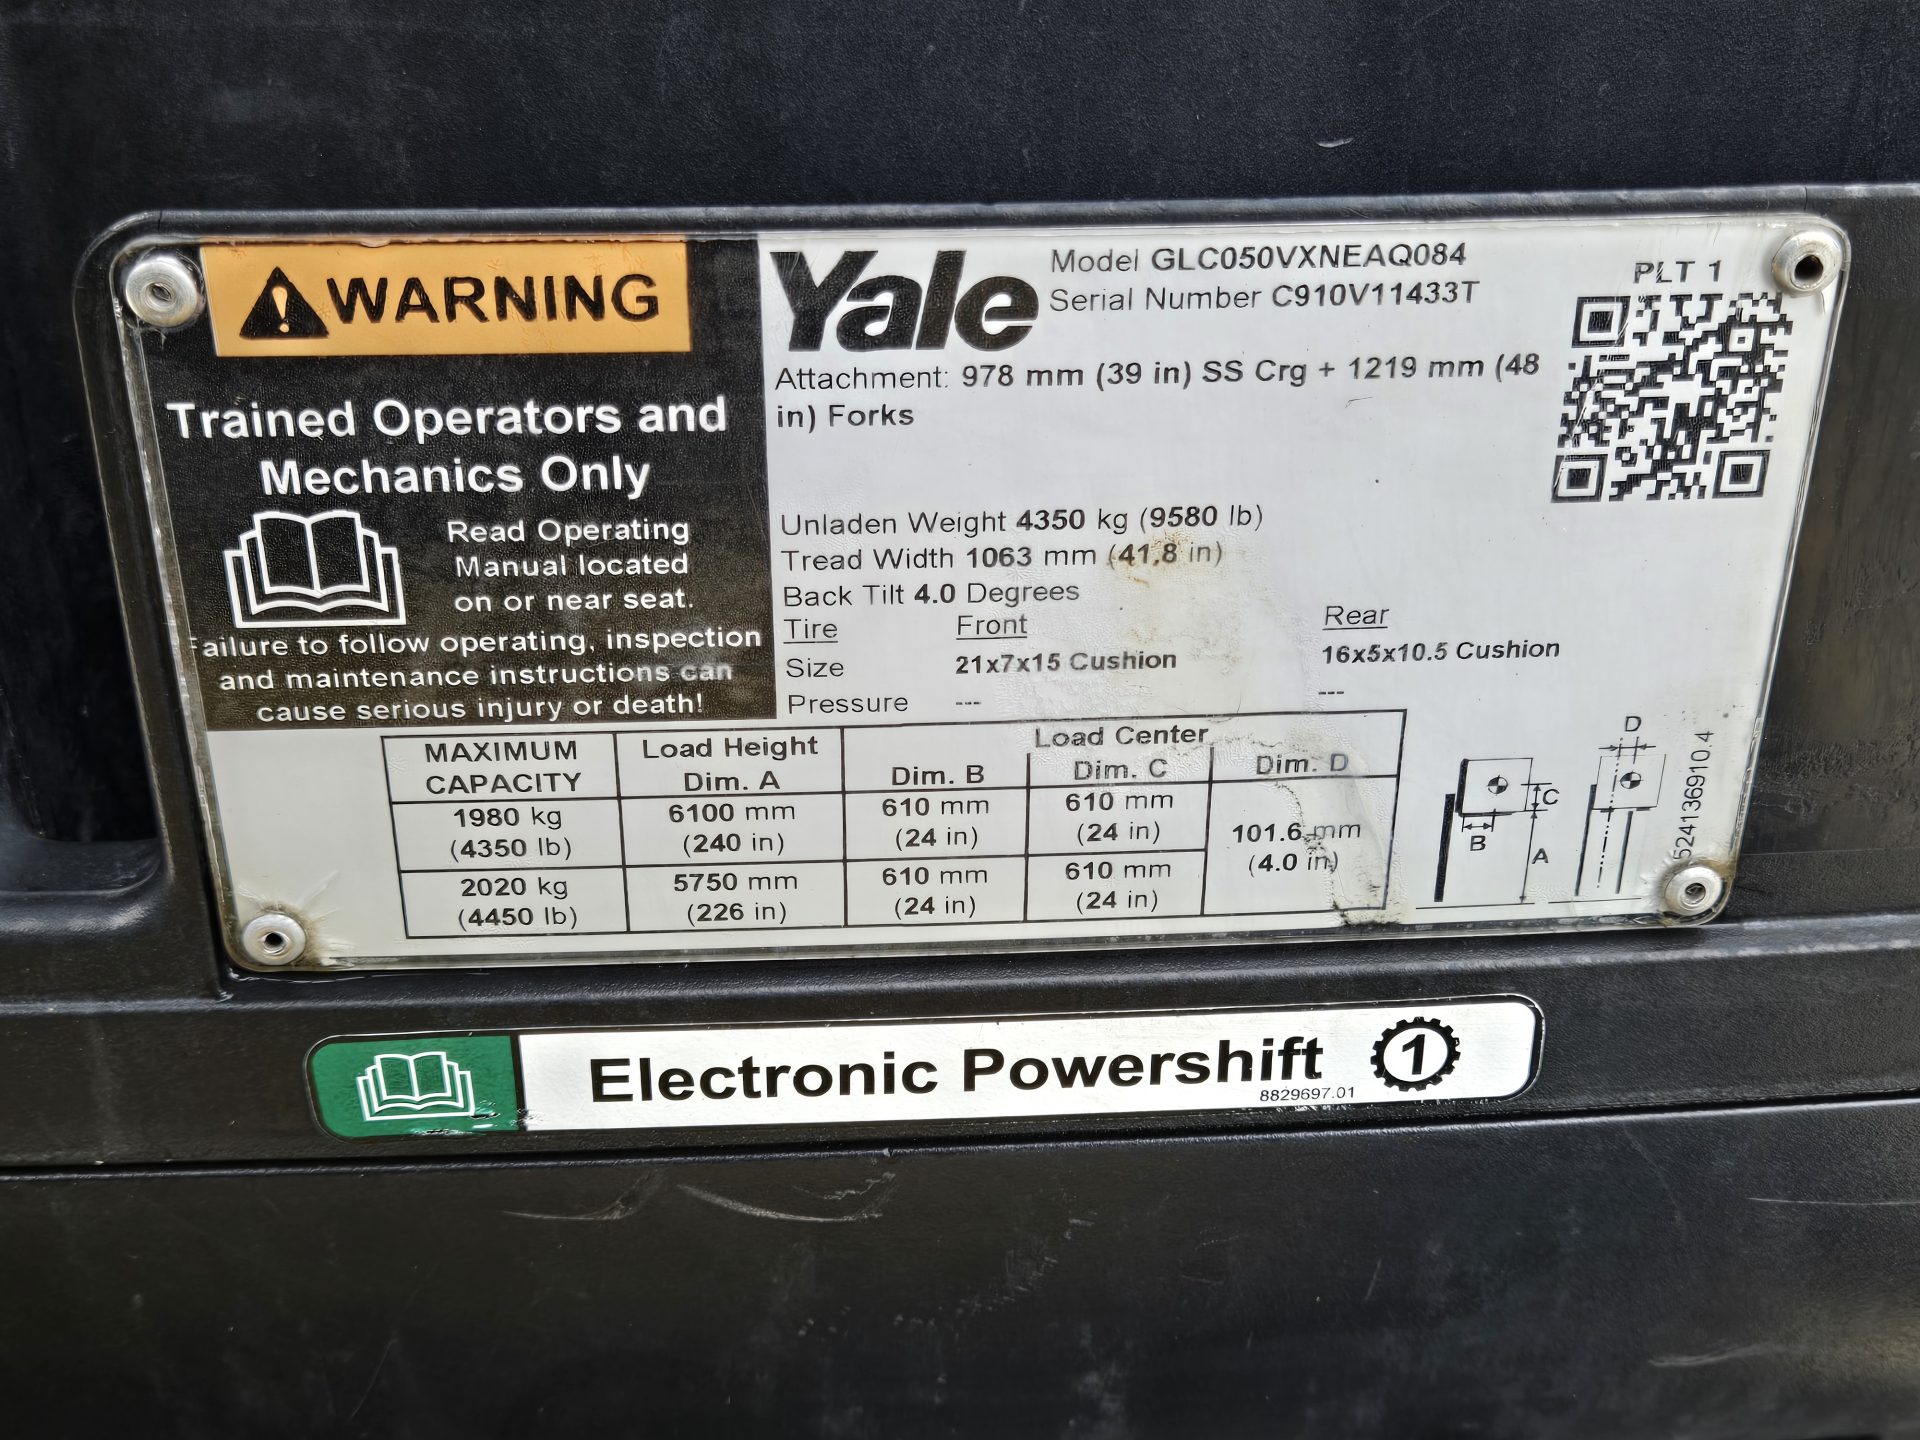 WARNING
Trained Operators and
Mechanics Only
Read Operating
Manual located
on or near seat.
Failure to follow operating, inspection
and maintenance instructions can
cause serious injury or death!
Yale
Model GLC050VXNEAQ084
Serial Number C910V11433T
PLT 1
Attachment: 978 mm (39 in) SS Crg + 1219 mm (48
in) Forks
Unladen Weight 4350 kg (9580 lb)
Tread Width 1063 mm (41.8 in)
Back Tilt 4.0 Degrees
Tire Front Rear
Size 21x7x15 Cushion 16x5x10.5 Cushion
Pressure --- ---
MAXIMUM CAPACITY Load Height Dim. A Load Center Dim. B Dim. C Dim. D
1980 kg (4350 lb) 6100 mm (240 in) 610 mm (24 in) 610 mm (24 in) 101.6 mm (4.0 in)
2020 kg (4450 lb) 5750 mm (226 in) 610 mm (24 in) 610 mm (24 in)
B
C
A
D
524136910.4
Electronic Powershift 1
8829697.01